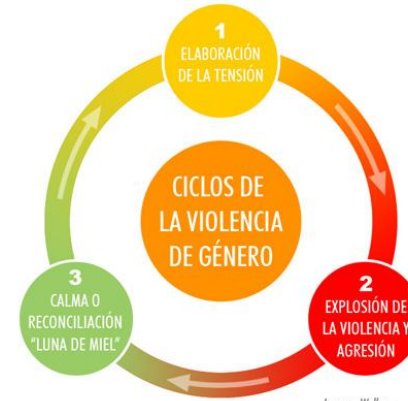 1
ELABORACIÓN
DE LA TENSIÓN
CICLOS DE
LA VIOLENCIA
DE GÉNERO
2
EXPLOSIÓN DE
LA VIOLENCIA Y
AGRESIÓN
3
CALMA O
RECONCILIACIÓN
"LUNA DE MIEL"